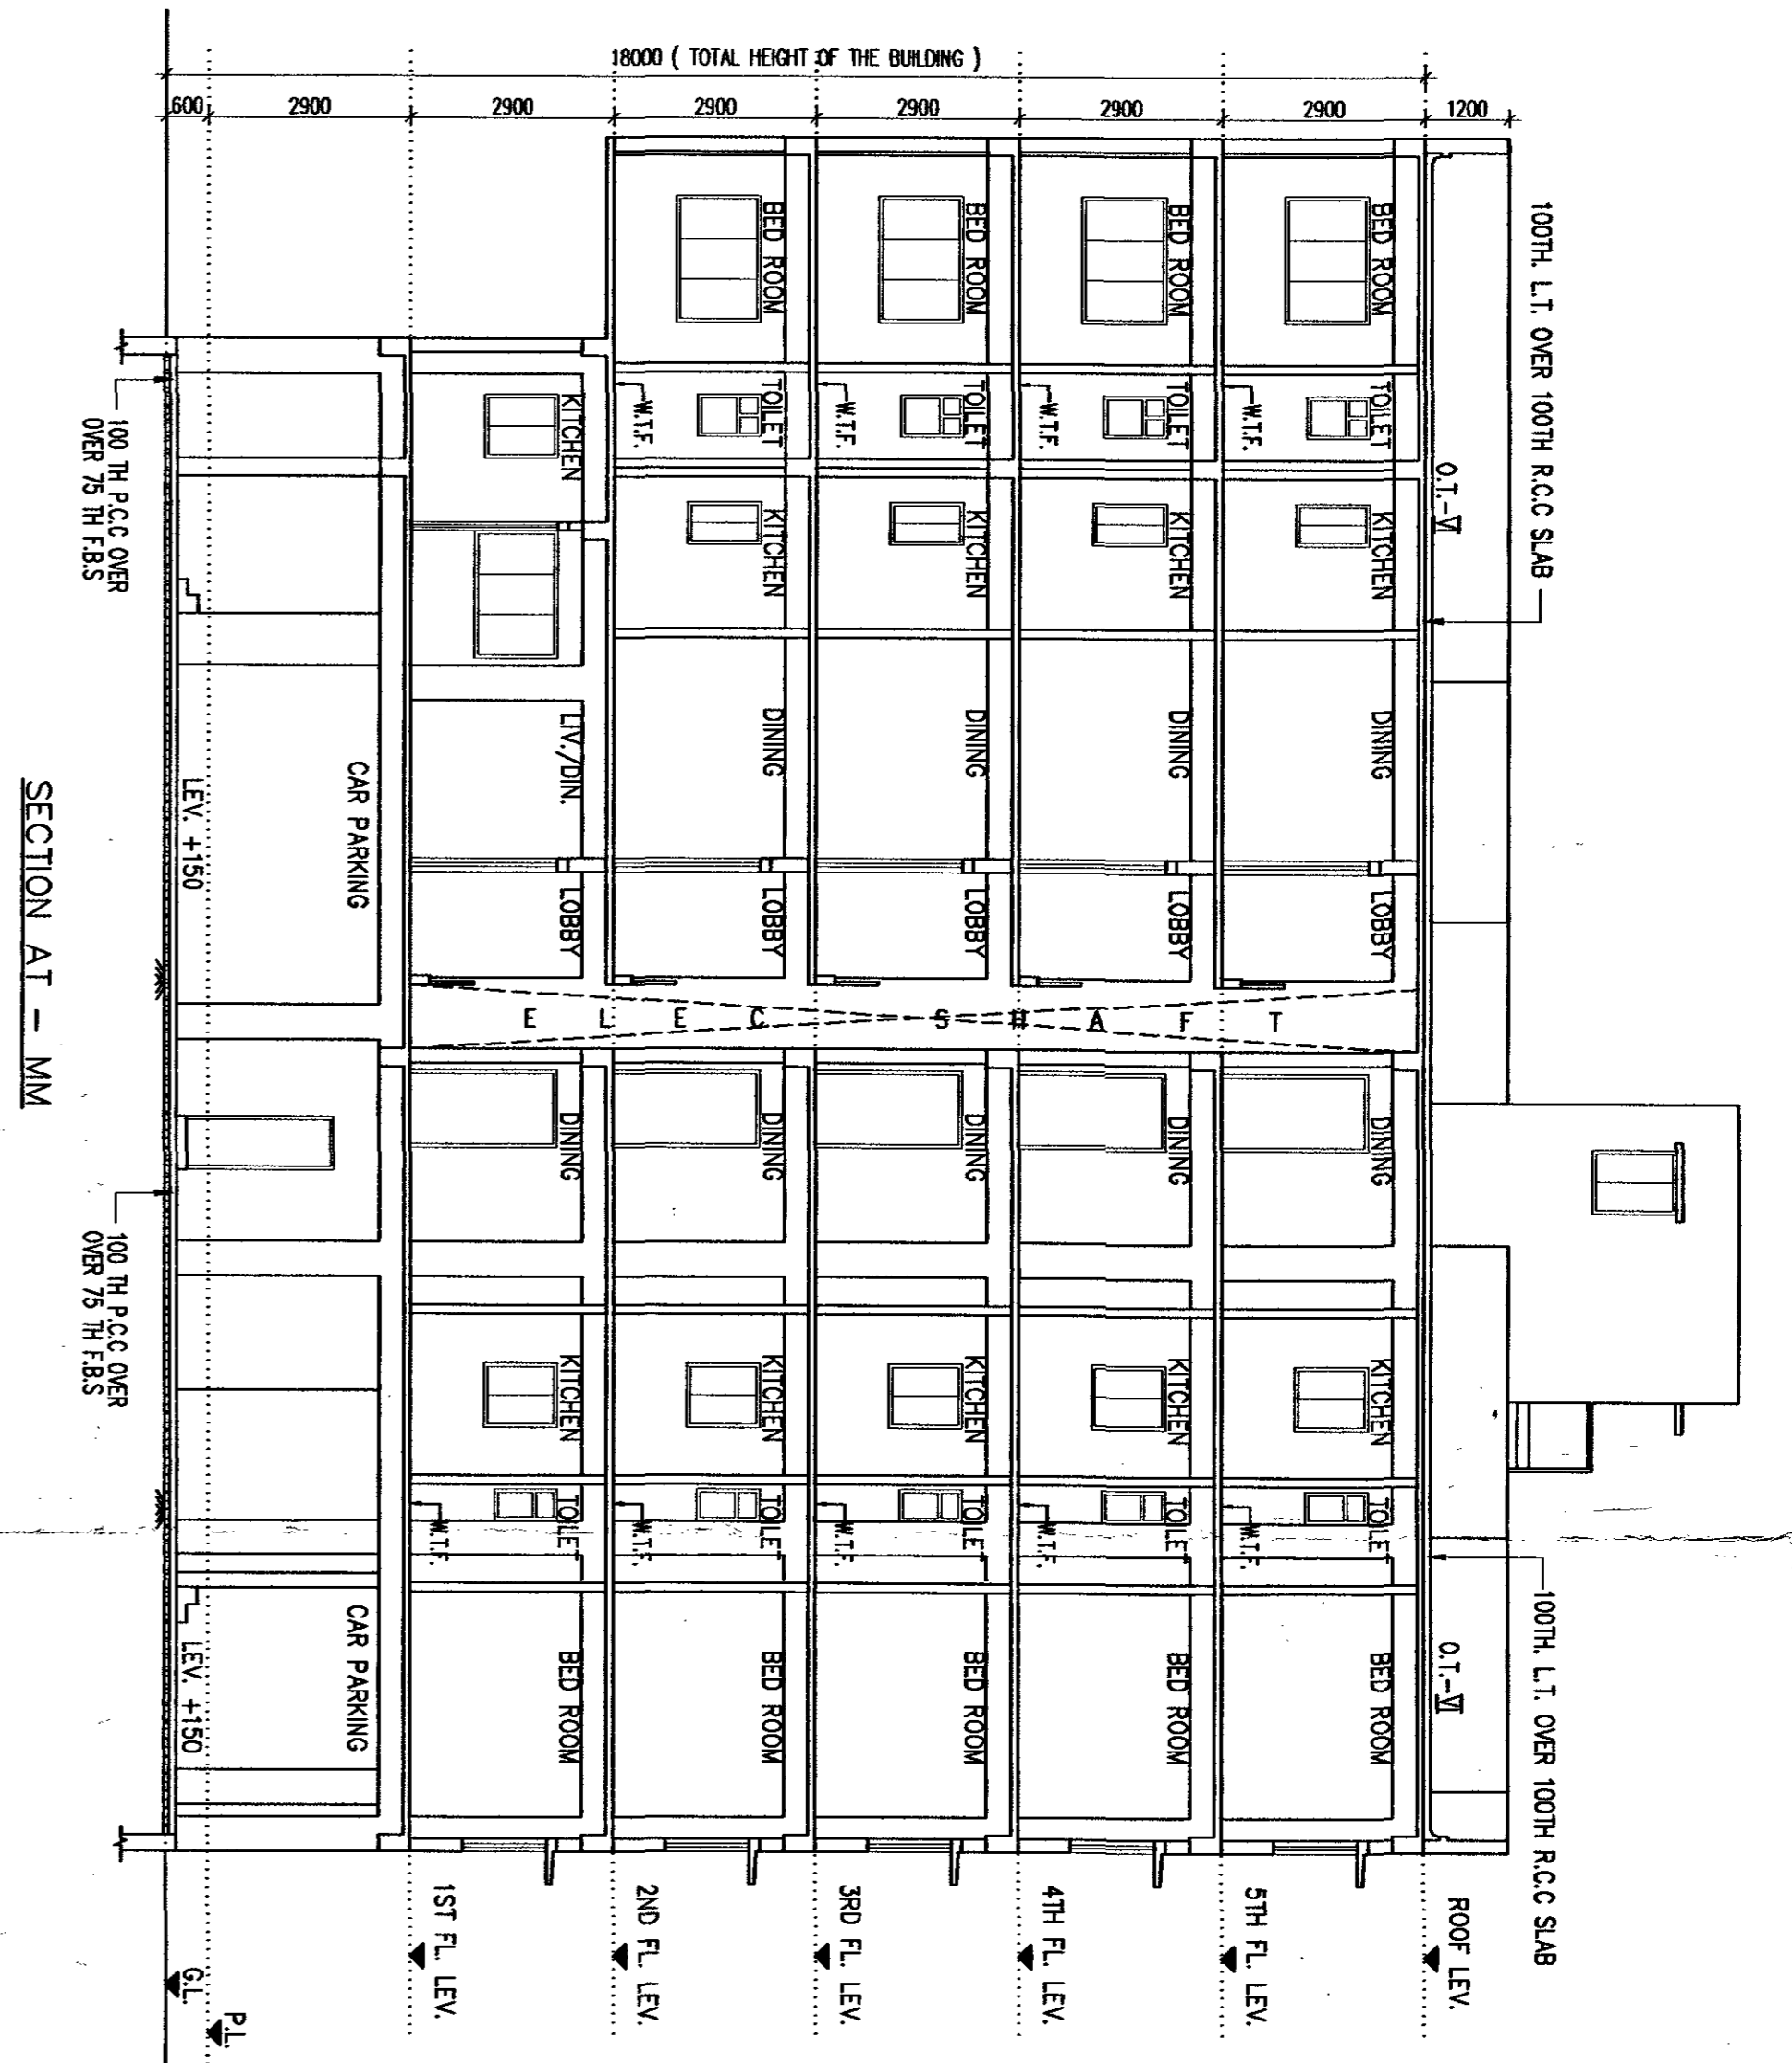 18000 ( TOTAL HEIGHT OF THE BUILDING )
600 2900 2900 2900 2900 2900 2900 1200
100TH. L.T. OVER 100TH R.C.C SLAB
100TH. L.T. OVER 100TH R.C.C SLAB
O.T.-VI
O.T.-VI
ROOF LEV.
BED ROOM TOILET KITCHEN DINING LOBBY DINING KITCHEN TOILET BED ROOM
W.T.F. W.T.F.
5TH FL. LEV.
BED ROOM TOILET KITCHEN DINING LOBBY DINING KITCHEN TOILET BED ROOM
W.T.F. W.T.F.
4TH FL. LEV.
BED ROOM TOILET KITCHEN DINING LOBBY DINING KITCHEN TOILET BED ROOM
W.T.F. W.T.F.
3RD FL. LEV.
BED ROOM TOILET KITCHEN DINING LOBBY DINING KITCHEN TOILET BED ROOM
W.T.F. W.T.F.
2ND FL. LEV.
KITCHEN LIV./DIN. LOBBY DINING KITCHEN TOILET BED ROOM
W.T.F.
1ST FL. LEV.
ELEC - SHAFT
CAR PARKING CAR PARKING
LEV. +150 LEV. +150
P.L.
G.L.
100 TH P.C.C OVER
OVER 75 TH F.B.S
100 TH P.C.C OVER
OVER 75 TH F.B.S
SECTION AT - MM